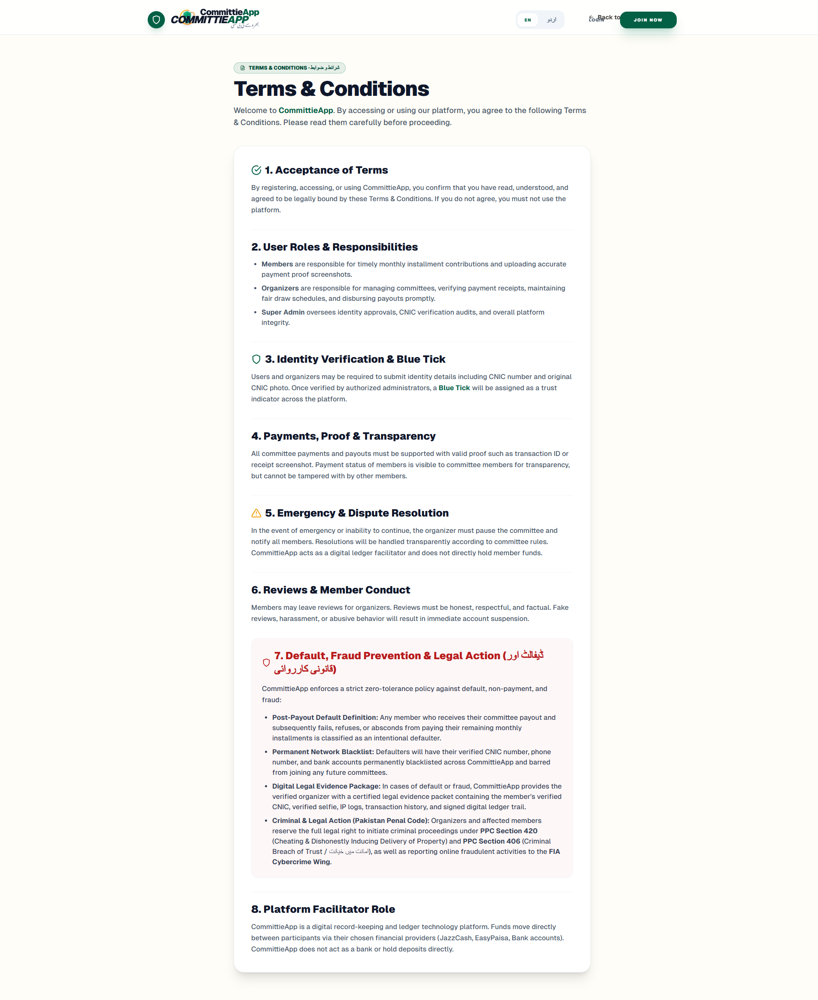 CommittieApp
COMMITTIEAPP
EN
اردو
LOGIN
Back to
JOIN NOW
TERMS & CONDITIONS - شرائط و ضوابط
Terms & Conditions
Welcome to CommittieApp. By accessing or using our platform, you agree to the following Terms
& Conditions. Please read them carefully before proceeding.
1. Acceptance of Terms
By registering, accessing, or using CommittieApp, you confirm that you have read, understood, and
agreed to be legally bound by these Terms & Conditions. If you do not agree, you must not use the
platform.
2. User Roles & Responsibilities
• Members are responsible for timely monthly installment contributions and uploading accurate
payment proof screenshots.
• Organizers are responsible for managing committees, verifying payment receipts, maintaining
fair draw schedules, and disbursing payouts promptly.
• Super Admin oversees identity approvals, CNIC verification audits, and overall platform
integrity.
3. Identity Verification & Blue Tick
Users and organizers may be required to submit identity details including CNIC number and original
CNIC photo. Once verified by authorized administrators, a Blue Tick will be assigned as a trust
indicator across the platform.
4. Payments, Proof & Transparency
All committee payments and payouts must be supported with valid proof such as transaction ID or
receipt screenshot. Payment status of members is visible to committee members for transparency,
but cannot be tampered with by other members.
5. Emergency & Dispute Resolution
In the event of emergency or inability to continue, the organizer must pause the committee and
notify all members. Resolutions will be handled transparently according to committee rules.
CommittieApp acts as a digital ledger facilitator and does not directly hold member funds.
6. Reviews & Member Conduct
Members may leave reviews for organizers. Reviews must be honest, respectful, and factual. Fake
reviews, harassment, or abusive behavior will result in immediate account suspension.
7. Default, Fraud Prevention & Legal Action (ڈیفالٹ اور
قانونی کارروائی)
CommittieApp enforces a strict zero-tolerance policy against default, non-payment, and
fraud:
• Post-Payout Default Definition: Any member who receives their committee payout and
subsequently fails, refuses, or absconds from paying their remaining monthly
installments is classified as an intentional defaulter.
• Permanent Network Blacklist: Defaulters will have their verified CNIC number, phone
number, and bank accounts permanently blacklisted across CommittieApp and barred
from joining any future committees.
• Digital Legal Evidence Package: In cases of default or fraud, CommittieApp provides the
verified organizer with a certified legal evidence packet containing the member's verified
CNIC, verified selfie, IP logs, transaction history, and signed digital ledger trail.
• Criminal & Legal Action (Pakistan Penal Code): Organizers and affected members
reserve the full legal right to initiate criminal proceedings under PPC Section 420
(Cheating & Dishonestly Inducing Delivery of Property) and PPC Section 406 (Criminal
Breach of Trust / امانت میں خیانت), as well as reporting online fraudulent activities to the FIA
Cybercrime Wing.
8. Platform Facilitator Role
CommittieApp is a digital record-keeping and ledger technology platform. Funds move directly
between participants via their chosen financial providers (JazzCash, EasyPaisa, Bank accounts).
CommittieApp does not act as a bank or hold deposits directly.